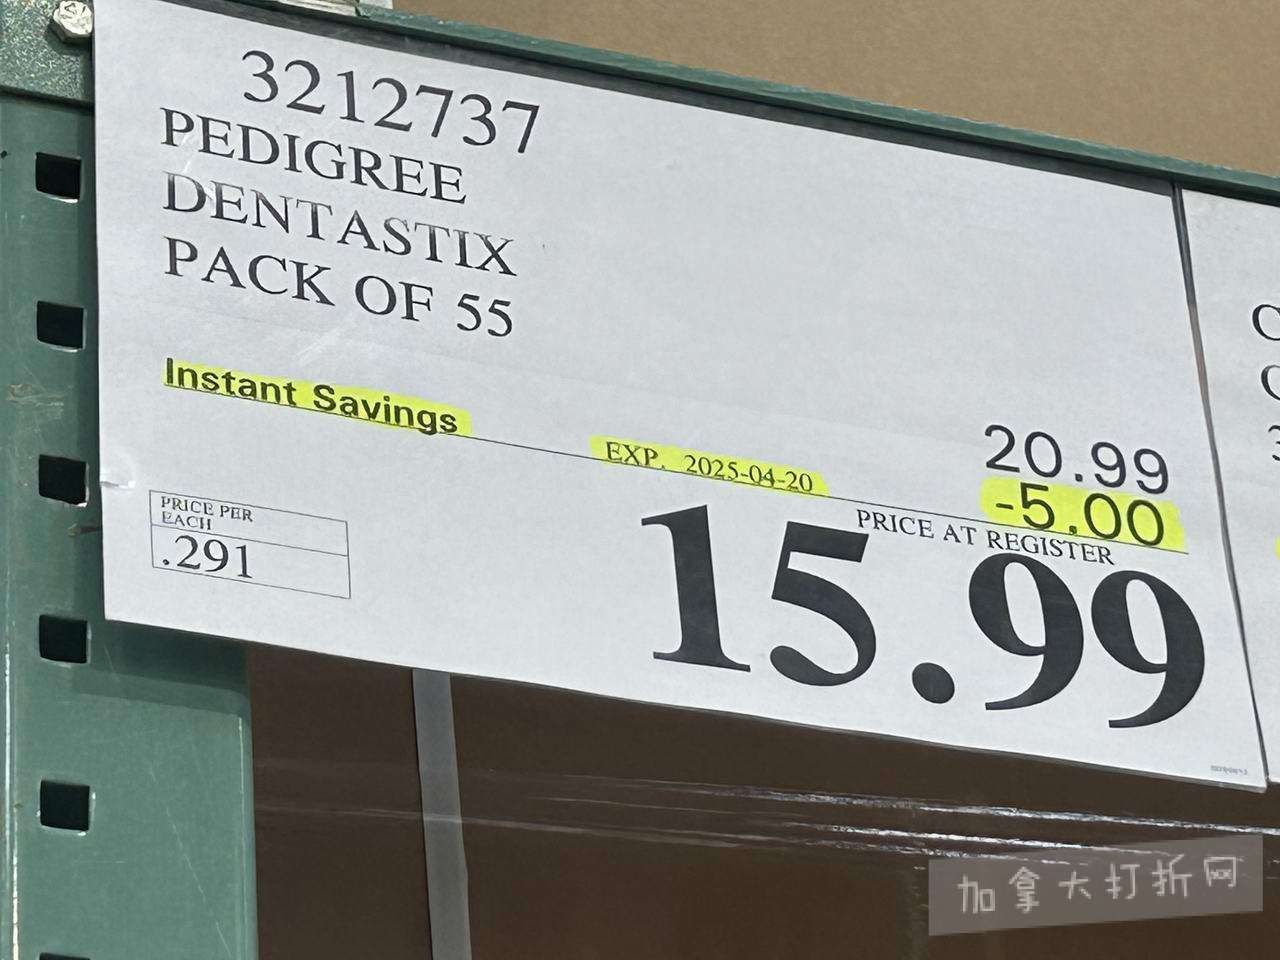 3212737
PEDIGREE
DENTASTIX
PACK OF 55
Instant Savings
EXP. 2025-04-20
20.99
-5.00
PRICE AT REGISTER
15.99
PRICE PER
EACH
.291
加拿大打折网